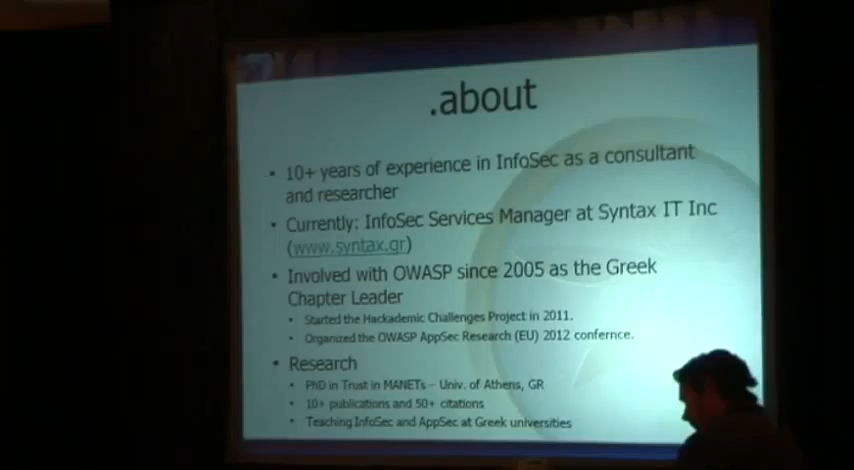 .about
• 10+ years of experience in InfoSec as a consultant
and researcher
• Currently: InfoSec Services Manager at Syntax IT Inc
(www.syntax.gr)
• Involved with OWASP since 2005 as the Greek
Chapter Leader
• Started the Hackademic Challenges Project in 2011.
• Organized the OWASP AppSec Research (EU) 2012 confernce.
• Research
• PhD in Trust in MANETs – Univ. of Athens, GR
• 10+ publications and 50+ citations
• Teaching InfoSec and AppSec at Greek universities